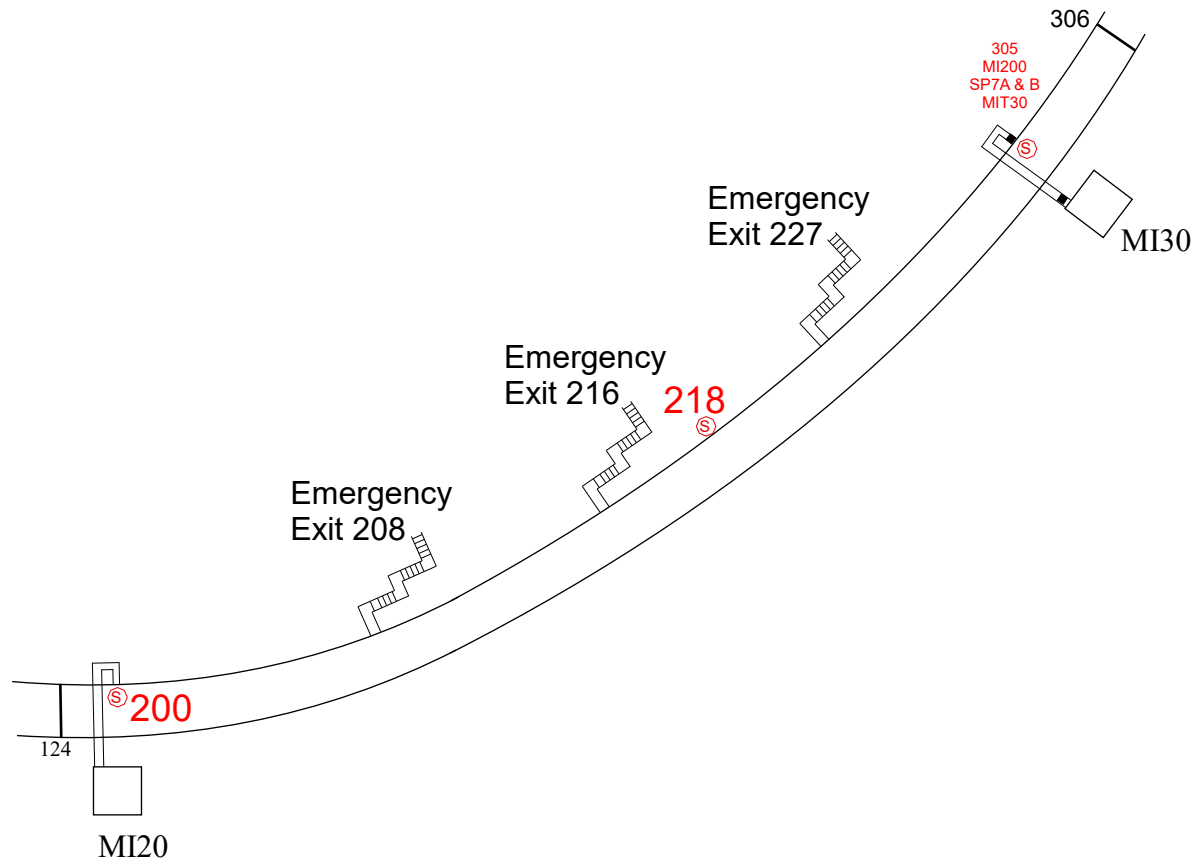 306
305
MI200
SP7A & B
MIT30
S
MI30
Emergency
Exit 227
Emergency
Exit 216
218
S
Emergency
Exit 208
S 200
124
MI20